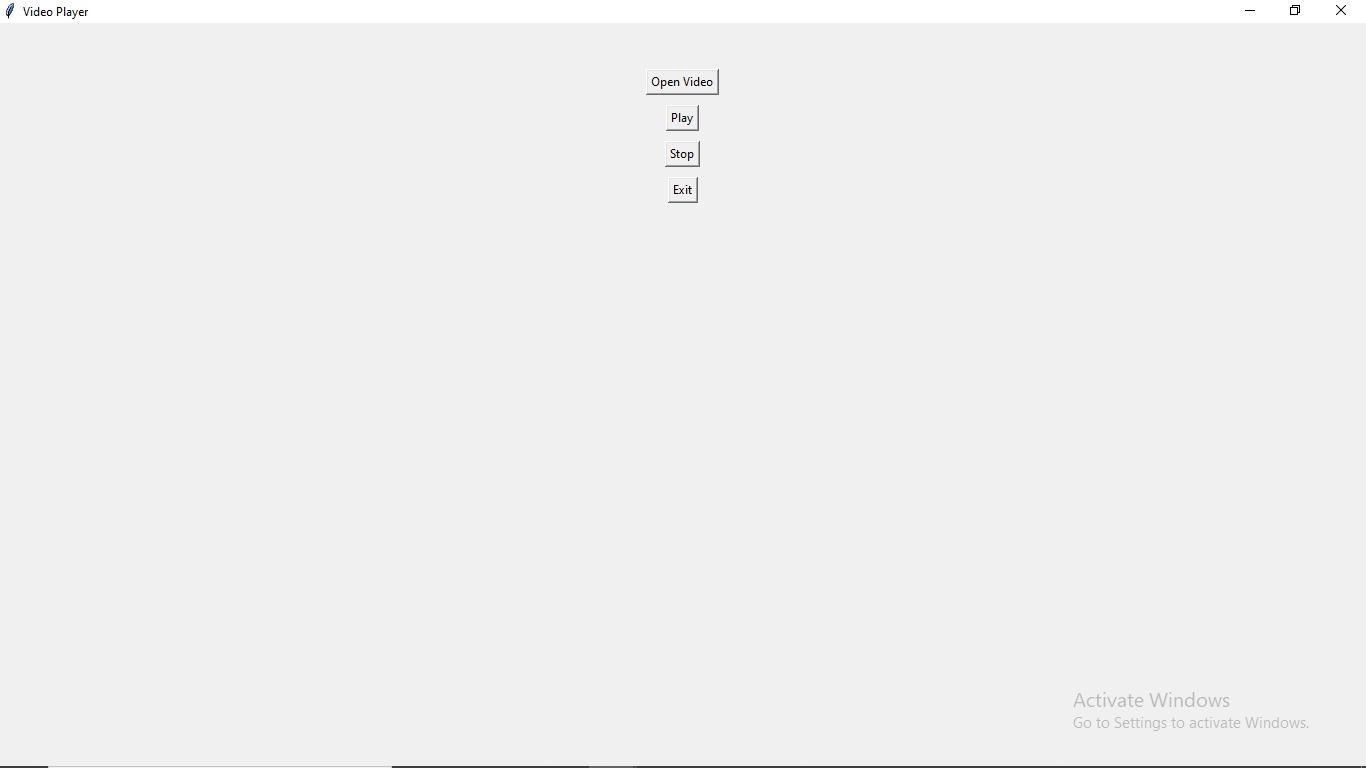 Video Player
Open Video
Play
Stop
Exit
Activate Windows
Go to Settings to activate Windows.